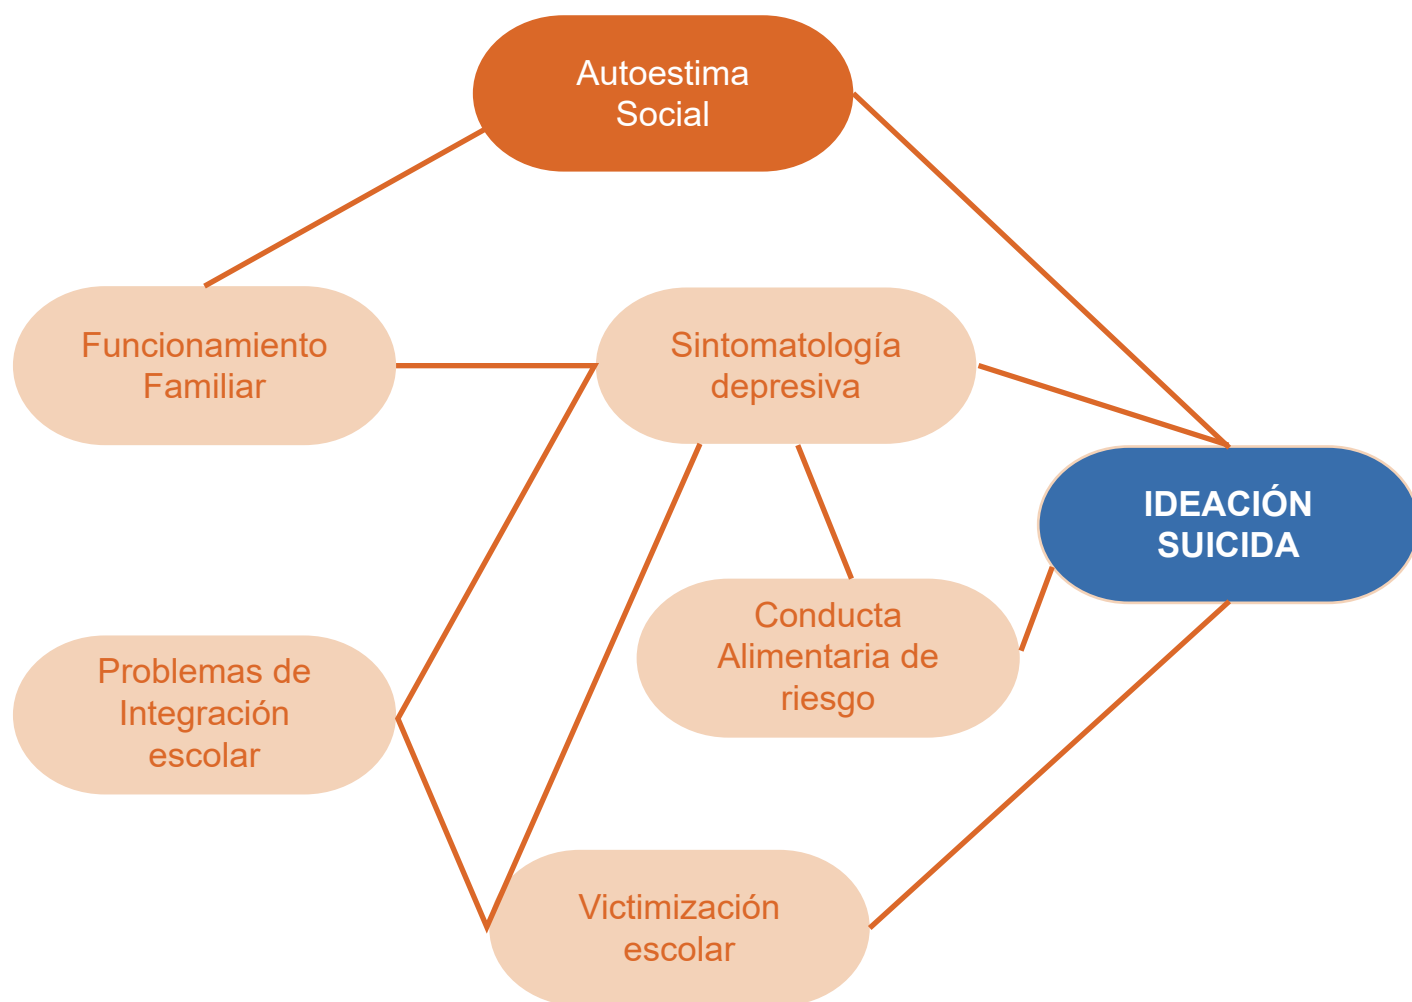 Autoestima
Social
Funcionamiento
Familiar
Sintomatología
depresiva
IDEACIÓN
SUICIDA
Conducta
Alimentaria de
riesgo
Problemas de
Integración
escolar
Victimización
escolar